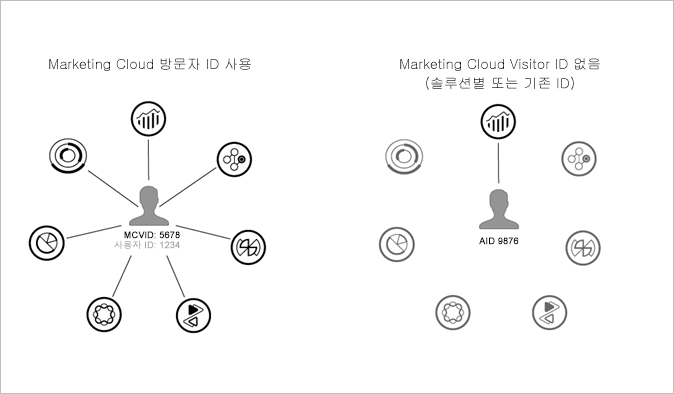 Marketing Cloud 방문자 ID 사용
Marketing Cloud Visitor ID 없음
(솔루션별 또는 기존 ID)
MCVID: 5678
사용자 ID: 1234
AID 9876